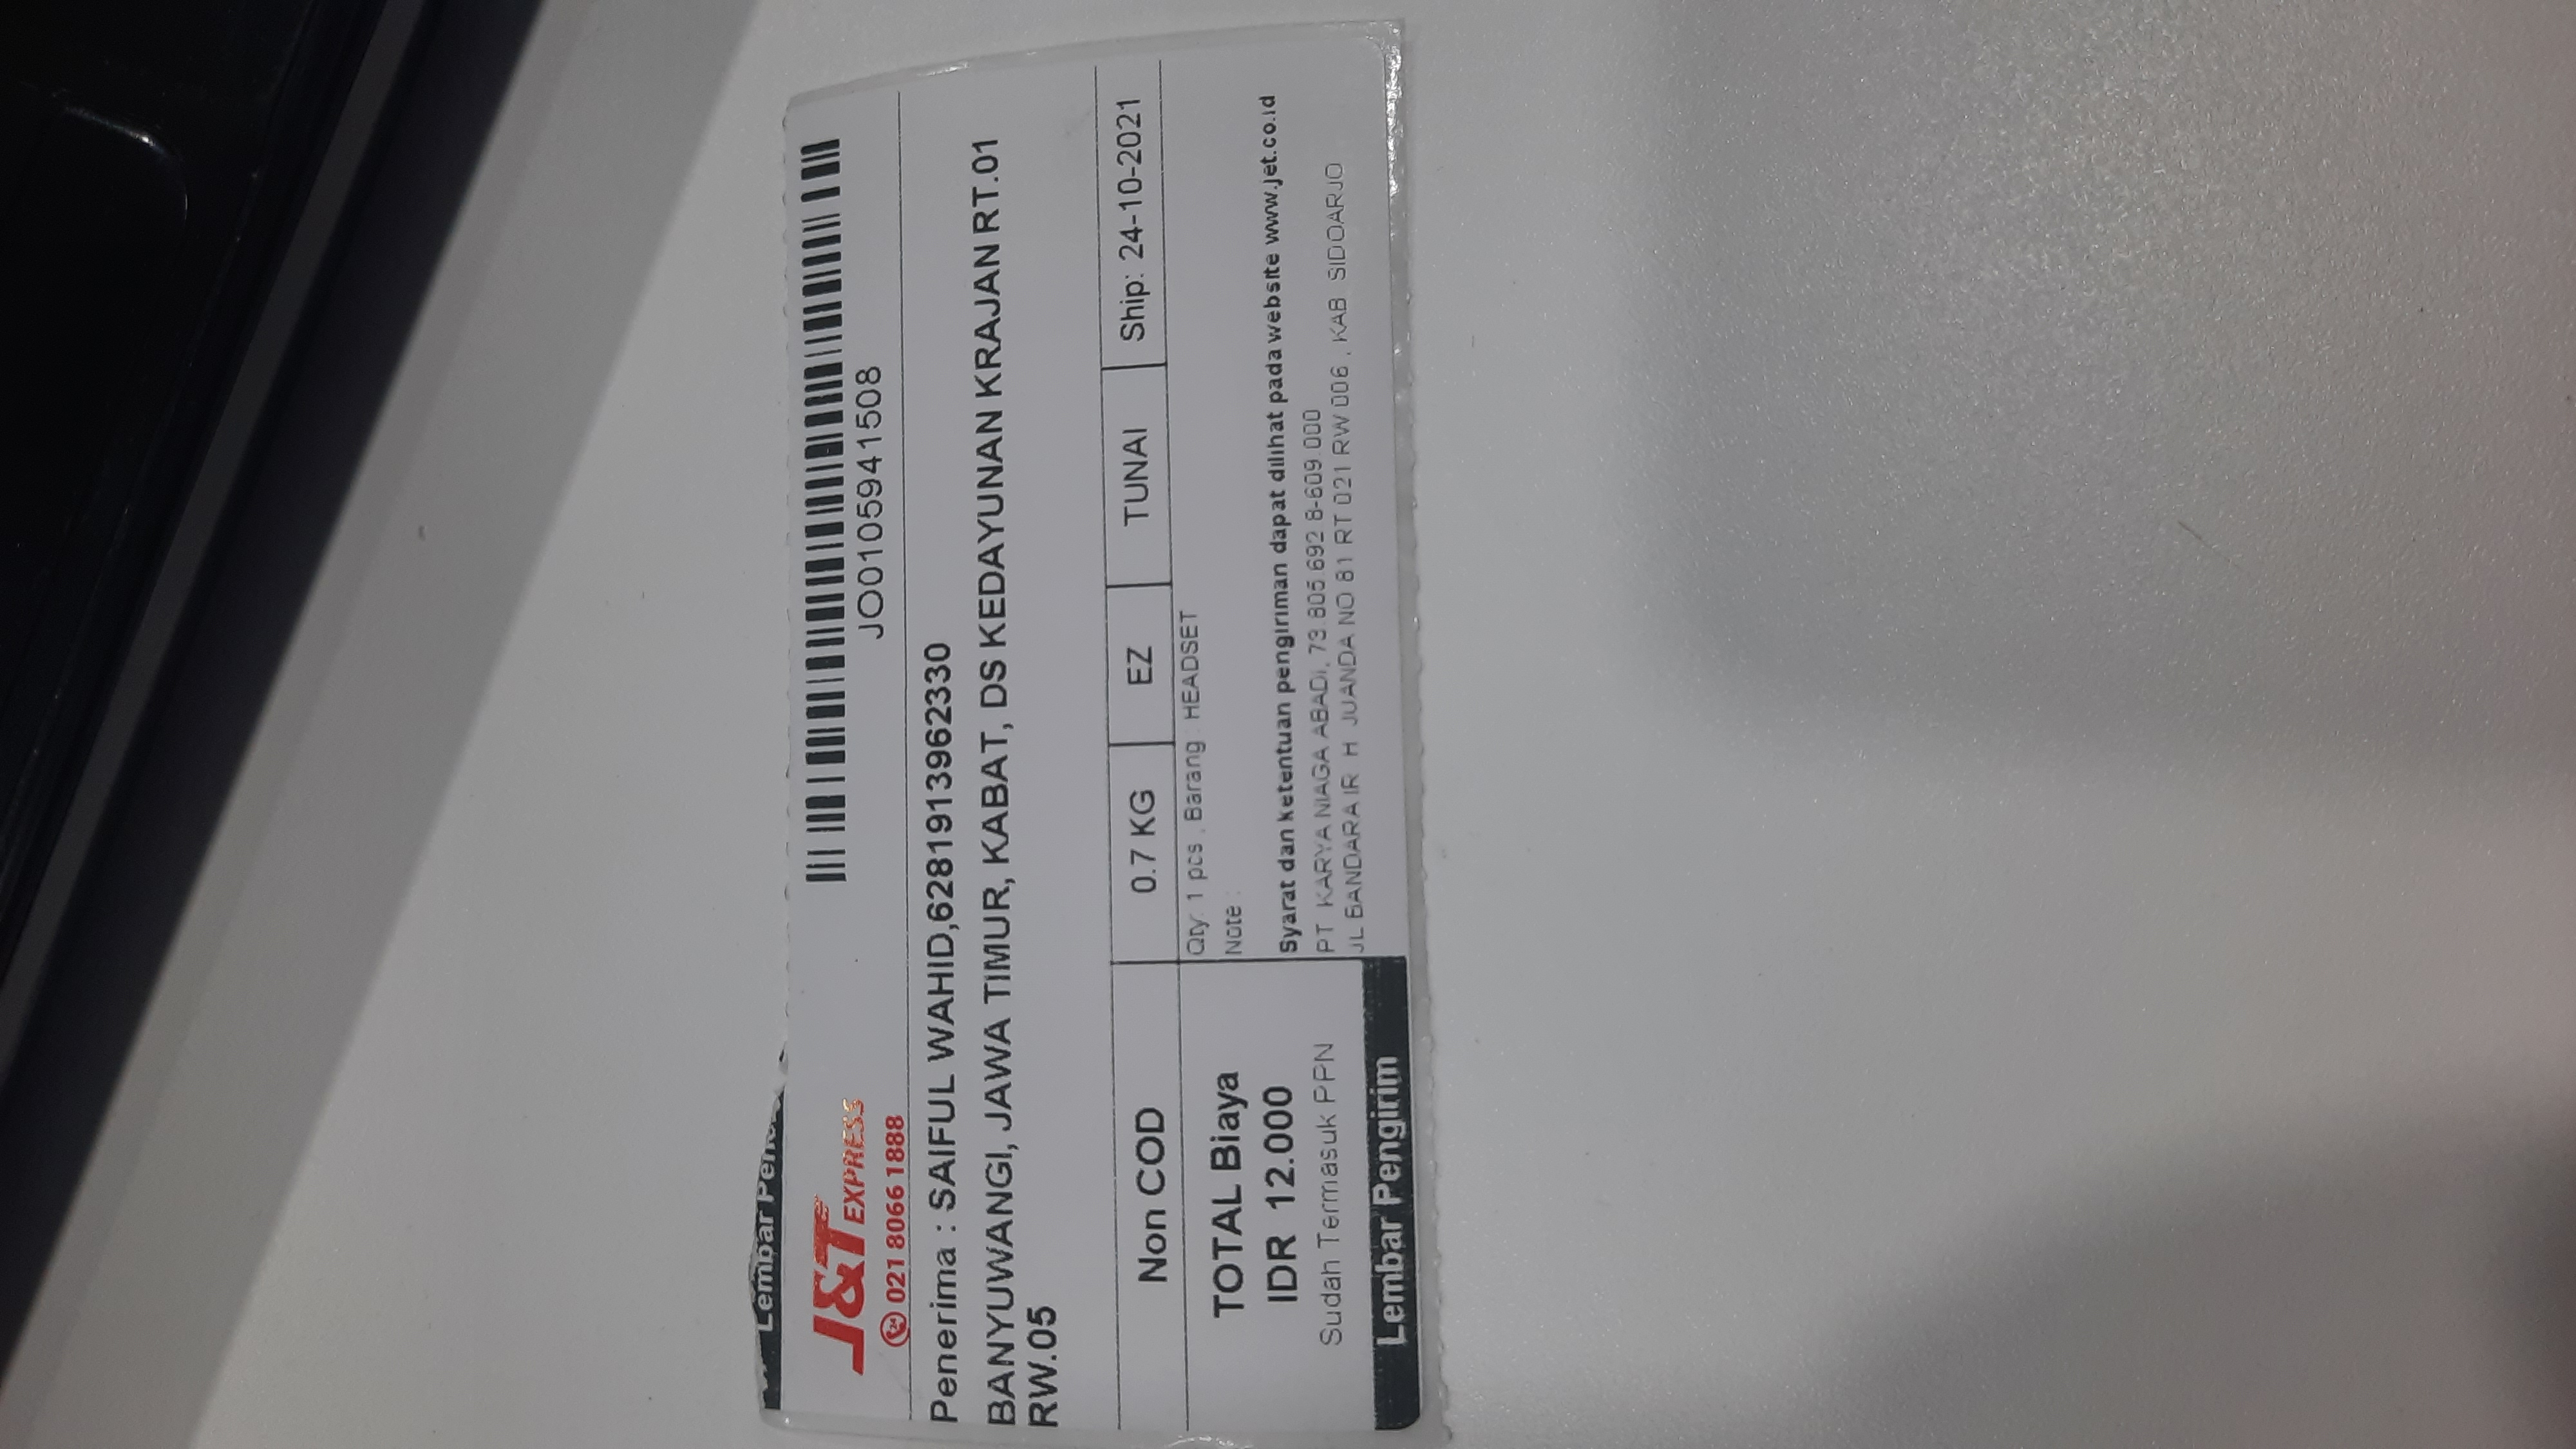 Lembar Pen
J&T EXPRESS
JO0105941508
021 8066 1888
Penerima : SAIFUL WAHID,6281913962330
BANYUWANGI, JAWA TIMUR, KABAT, DS KEDAYUNAN KRAJAN RT.01
RW.05
Non COD
0.7 KG
EZ
TUNAI
Ship: 24-10-2021
TOTAL Biaya
IDR 12.000
Sudah Termasuk PPN
Lembar Pengirim
Qty: 1 pcs , Barang : HEADSET
Note :
Syarat dan ketentuan pengiriman dapat dilihat pada website www.jet.co.id
PT. KARYA NIAGA ABADI, 73.805.692.8-609.000
JL BANDARA IR. H. JUANDA NO 81 RT 021 RW 006 , KAB. SIDOARJO